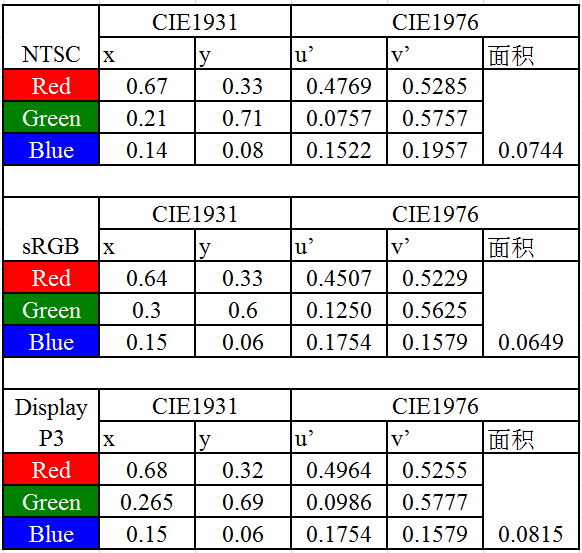 CIE1931 CIE1976
NTSC x y u’ v’ 面积
Red 0.67 0.33 0.4769 0.5285
Green 0.21 0.71 0.0757 0.5757
Blue 0.14 0.08 0.1522 0.1957 0.0744
CIE1931 CIE1976
sRGB x y u’ v’ 面积
Red 0.64 0.33 0.4507 0.5229
Green 0.3 0.6 0.1250 0.5625
Blue 0.15 0.06 0.1754 0.1579 0.0649
Display CIE1931 CIE1976
P3 x y u’ v’ 面积
Red 0.68 0.32 0.4964 0.5255
Green 0.265 0.69 0.0986 0.5777
Blue 0.15 0.06 0.1754 0.1579 0.0815